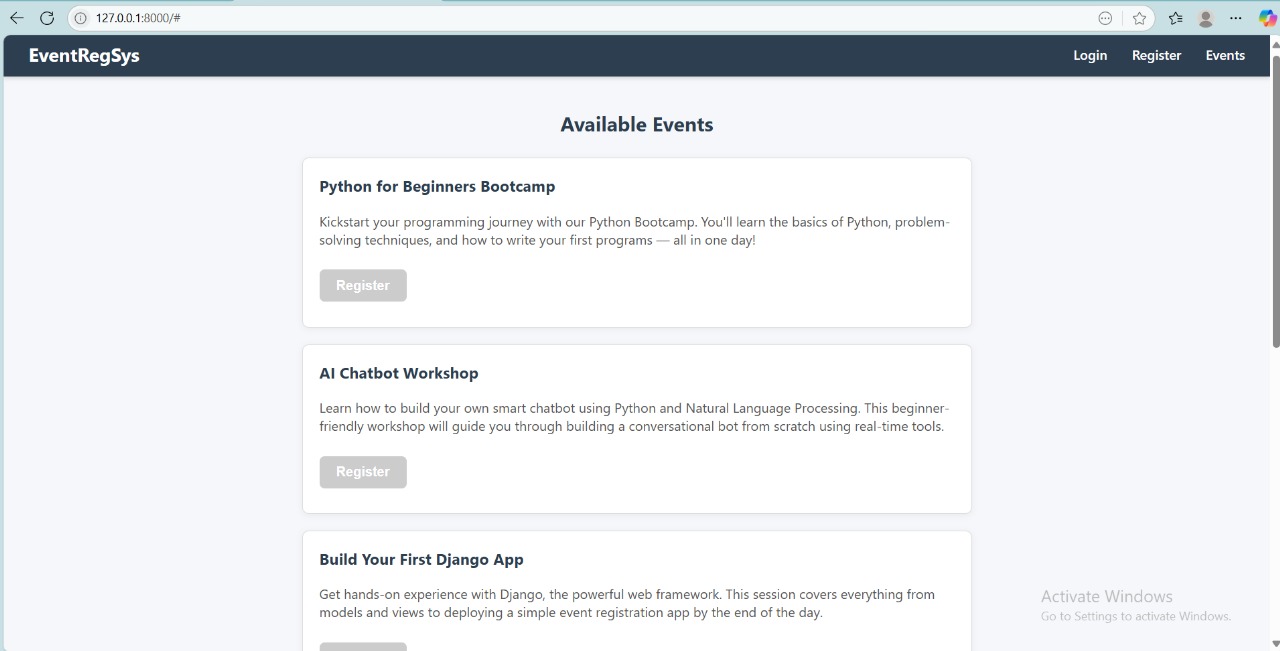 127.0.0.1:8000/#
EventRegSys
Login Register Events
Available Events
Python for Beginners Bootcamp
Kickstart your programming journey with our Python Bootcamp. You'll learn the basics of Python, problem-
solving techniques, and how to write your first programs — all in one day!
Register
AI Chatbot Workshop
Learn how to build your own smart chatbot using Python and Natural Language Processing. This beginner-
friendly workshop will guide you through building a conversational bot from scratch using real-time tools.
Register
Build Your First Django App
Get hands-on experience with Django, the powerful web framework. This session covers everything from
models and views to deploying a simple event registration app by the end of the day.
Activate Windows
Go to Settings to activate Windows.